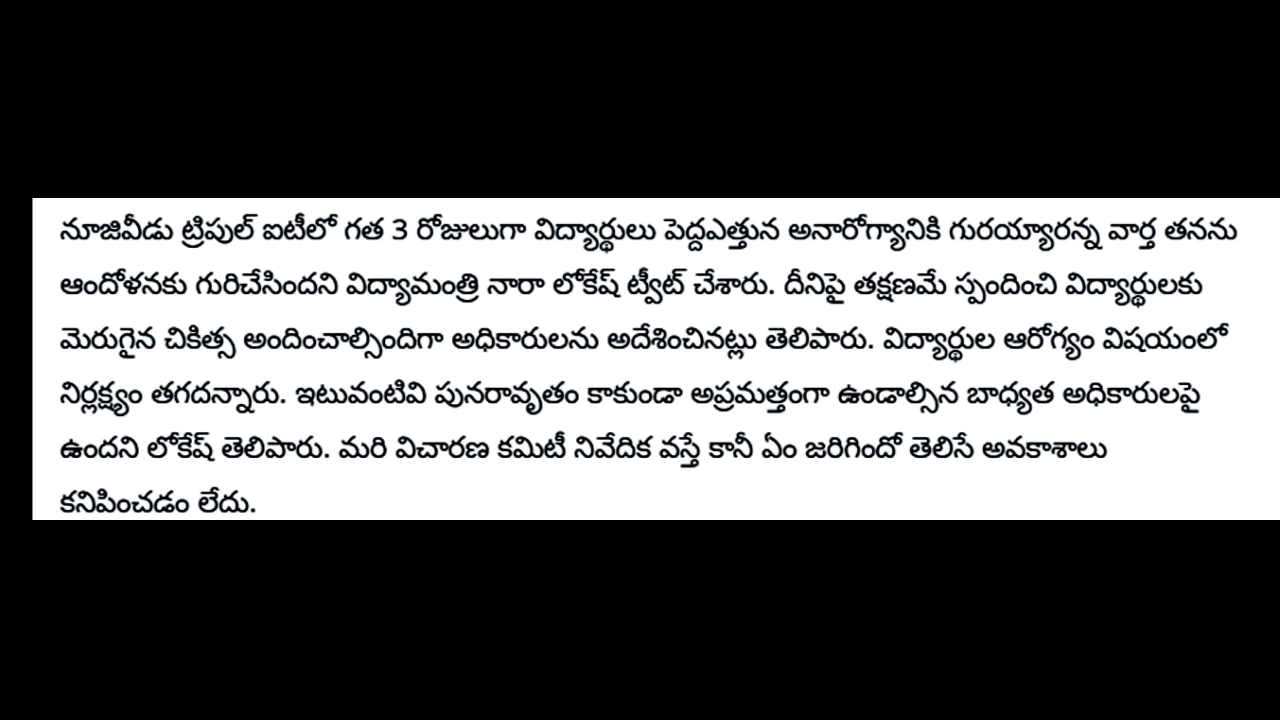 నూజివీడు ట్రిపుల్ ఐటీలో గత 3 రోజులుగా విద్యార్థులు పెద్దఎత్తున అనారోగ్యానికి గురయ్యారన్న వార్త తనను
ఆందోళనకు గురిచేసిందని విద్యామంత్రి నారా లోకేష్ ట్వీట్ చేశారు. దీనిపై తక్షణమే స్పందించి విద్యార్థులకు
మెరుగైన చికిత్స అందించాల్సిందిగా అధికారులను అదేశించినట్లు తెలిపారు. విద్యార్థుల ఆరోగ్యం విషయంలో
నిర్లక్ష్యం తగదన్నారు. ఇటువంటివి పునరావృతం కాకుండా అప్రమత్తంగా ఉండాల్సిన బాధ్యత అధికారులపై
ఉందని లోకేష్ తెలిపారు. మరి విచారణ కమిటీ నివేదిక వస్తే కానీ ఏం జరిగిందో తెలిసే అవకాశాలు
కనిపించడం లేదు.